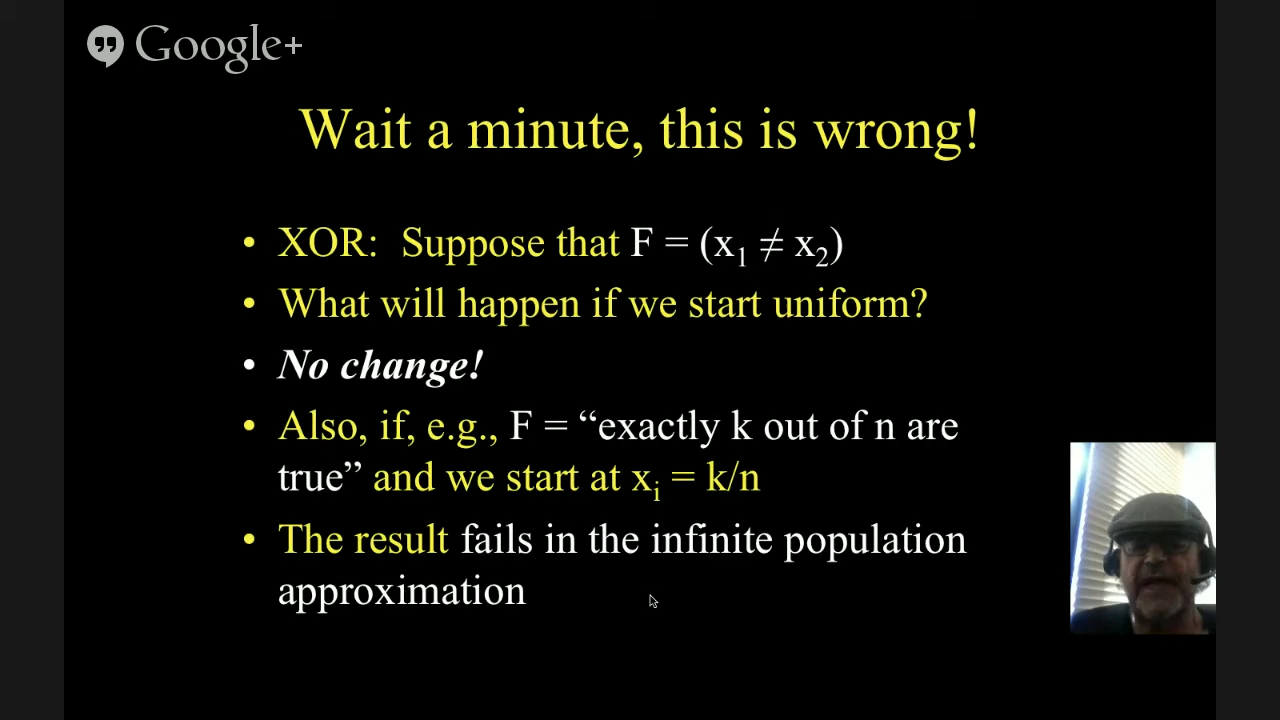 Google+
Wait a minute, this is wrong!
• XOR: Suppose that F = (x₁ ≠ x₂)
• What will happen if we start uniform?
• No change!
• Also, if, e.g., F = “exactly k out of n are
true” and we start at xᵢ = k/n
• The result fails in the infinite population
approximation